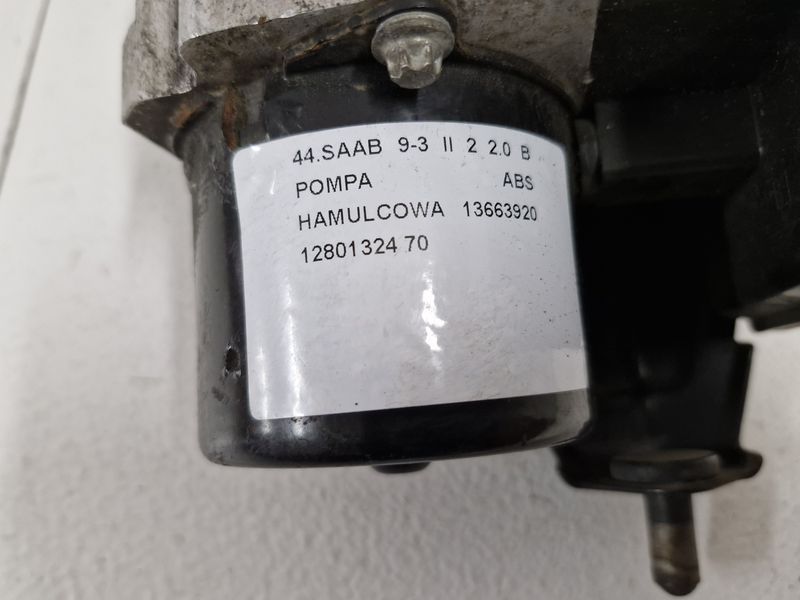 44.SAAB 9-3 II 2 2.0 B
POMPA ABS
HAMULCOWA 13663920
12801324 70